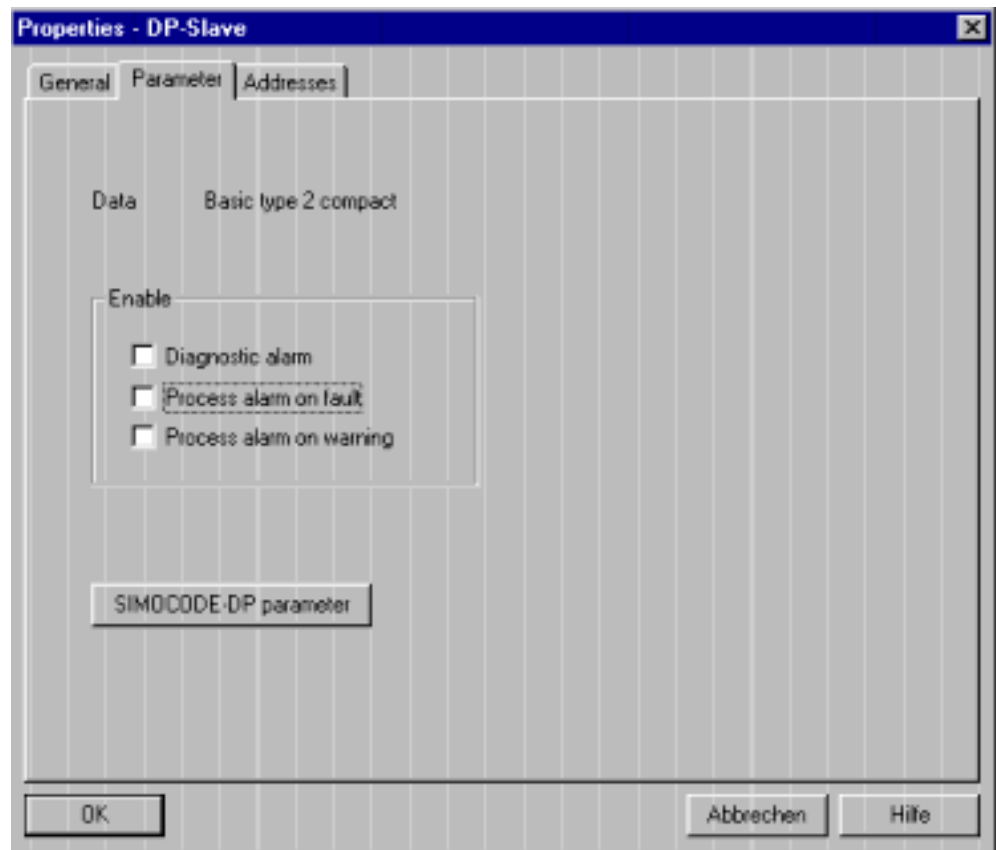 Properties - DP-Slave
General Parameter Addresses
Data Basic type 2 compact
Enable
Diagnostic alarm
Process alarm on fault
Process alarm on warning
SIMOCODE-DP parameter
OK Abbrechen Hilfe